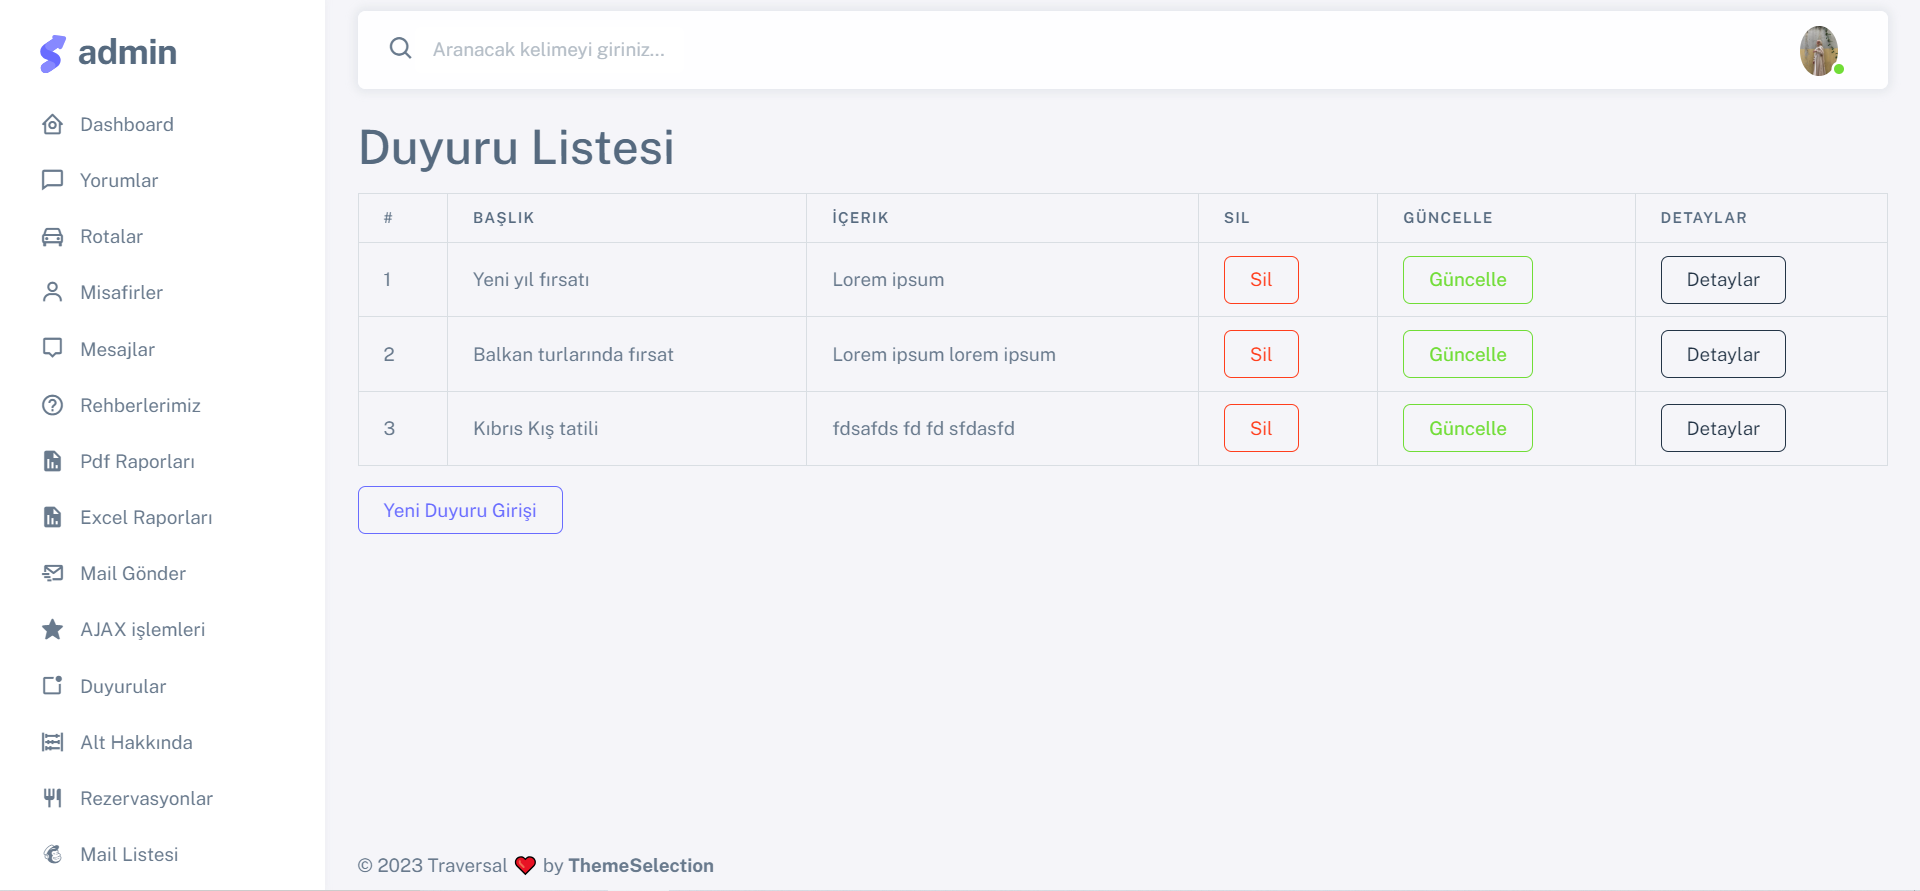 admin
Dashboard
Yorumlar
Rotalar
Misafirler
Mesajlar
Rehberlerimiz
Pdf Raporları
Excel Raporları
Mail Gönder
AJAX işlemleri
Duyurular
Alt Hakkında
Rezervasyonlar
Mail Listesi
Aranacak kelimeyi giriniz...
Duyuru Listesi
# BAŞLIK İÇERIK SIL GÜNCELLE DETAYLAR
1 Yeni yıl fırsatı Lorem ipsum Sil Güncelle Detaylar
2 Balkan turlarında fırsat Lorem ipsum lorem ipsum Sil Güncelle Detaylar
3 Kıbrıs Kış tatili fdsafds fd fd sfdasfd Sil Güncelle Detaylar
Yeni Duyuru Girişi
© 2023 Traversal ❤️ by ThemeSelection